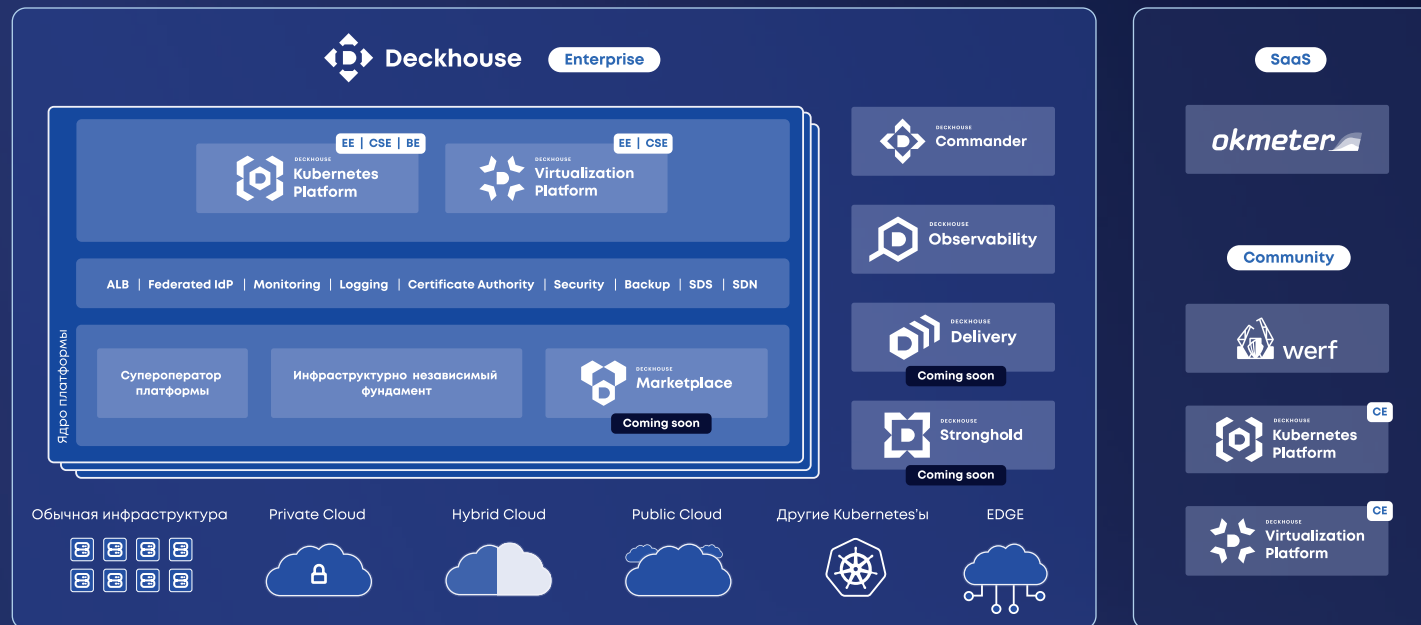 Deckhouse Enterprise
EE | CSE | BE
DECKHOUSE
Kubernetes
Platform
EE | CSE
DECKHOUSE
Virtualization
Platform
ALB | Federated IdP | Monitoring | Logging | Certificate Authority | Security | Backup | SDS | SDN
Ядро платформы
Супероператор
платформы
Инфраструктурно независимый
фундамент
DECKHOUSE
Marketplace
Coming soon
DECKHOUSE
Commander
DECKHOUSE
Observability
DECKHOUSE
Delivery
Coming soon
DECKHOUSE
Stronghold
Coming soon
Обычная инфраструктура
Private Cloud
Hybrid Cloud
Public Cloud
Другие Kubernetes'ы
EDGE
SaaS
okmeter
Community
werf
CE
DECKHOUSE
Kubernetes
Platform
CE
DECKHOUSE
Virtualization
Platform